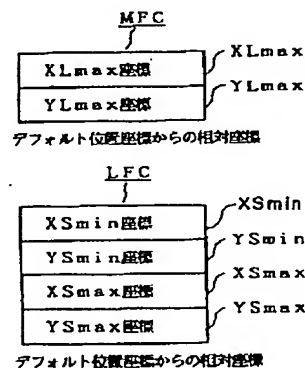 MFC
XLmax座標 XLmax
YLmax座標 YLmax
デフォルト位置座標からの相対座標
LFC
XSmin座標 XSmin
YSmin座標 YSmin
XSmax座標 XSmax
YSmax座標 YSmax
デフォルト位置座標からの相対座標